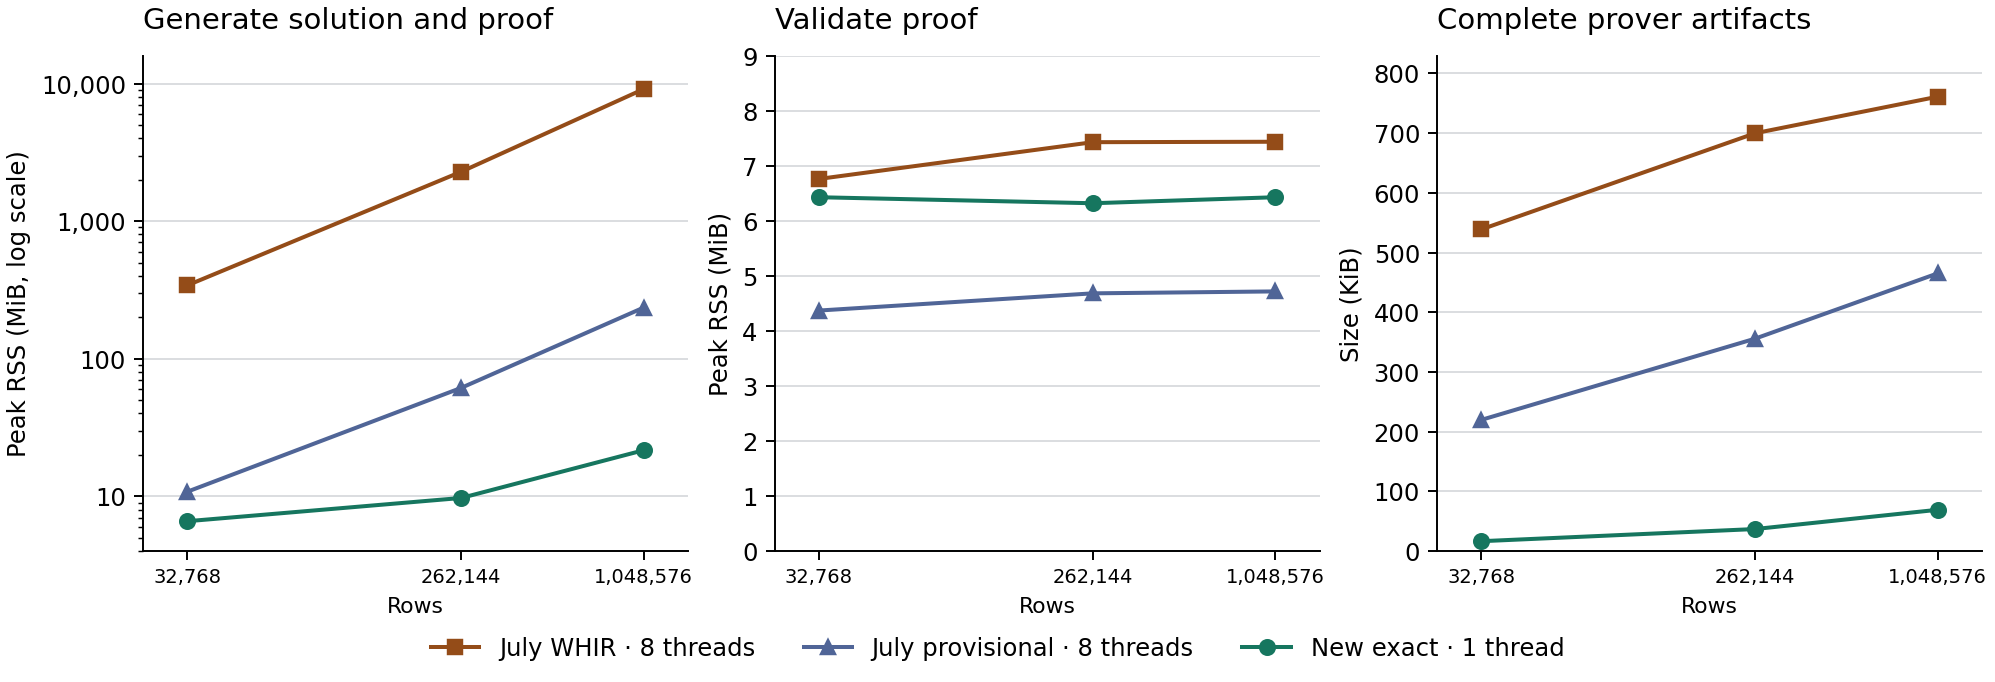 Generate solution and proof
Peak RSS (MiB, log scale)
10,000
1,000
100
10
32,768
262,144
1,048,576
Rows
Validate proof
Peak RSS (MiB)
9
8
7
6
5
4
3
2
1
0
32,768
262,144
1,048,576
Rows
Complete prover artifacts
Size (KiB)
800
700
600
500
400
300
200
100
0
32,768
262,144
1,048,576
Rows
July WHIR · 8 threads
July provisional · 8 threads
New exact · 1 thread